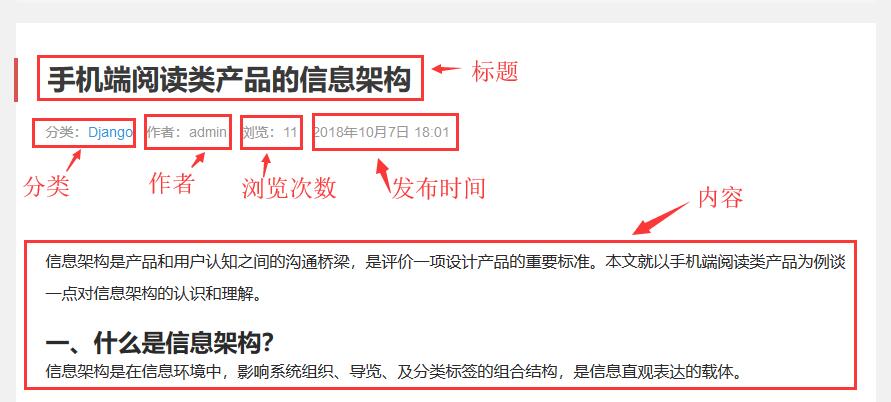 手机端阅读类产品的信息架构
标题
分类：Django 作者：admin 浏览：11 2018年10月7日 18:01
分类 作者 浏览次数 发布时间
内容
信息架构是产品和用户认知之间的沟通桥梁，是评价一项设计产品的重要标准。本文就以手机端阅读类产品为例谈
一点对信息架构的认识和理解。
一、什么是信息架构？
信息架构是在信息环境中，影响系统组织、导览、及分类标签的组合结构，是信息直观表达的载体。